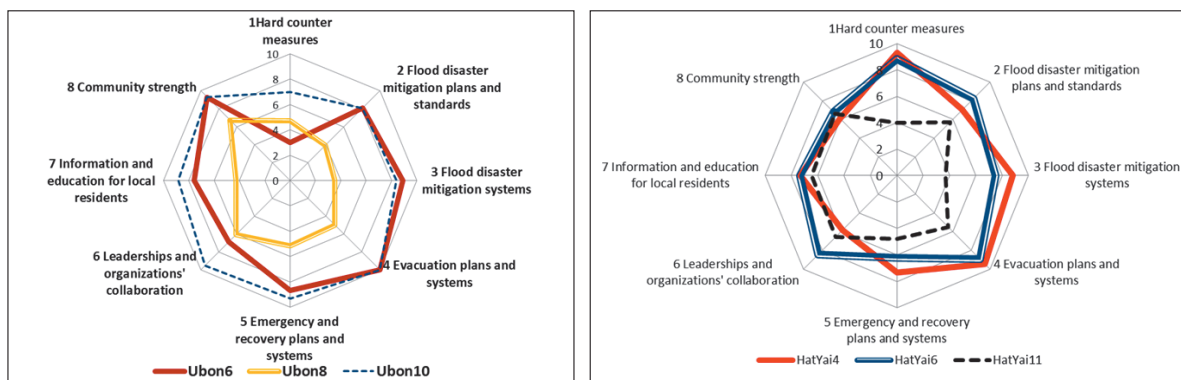 1Hard counter
measures
10
8
6
4
2
0
2 Flood disaster
mitigation plans and
standards
3 Flood disaster
mitigation systems
4 Evacuation plans and
systems
5 Emergency and
recovery plans and
systems
6 Leaderships and
organizations'
collaboration
7 Information and
education for local
residents
8 Community strength
Ubon6 Ubon8 Ubon10
1Hard counter measures
10
8
6
4
2
0
2 Flood disaster mitigation
plans and standards
3 Flood disaster mitigation
systems
4 Evacuation plans and
systems
5 Emergency and recovery
plans and systems
6 Leaderships and
organizations' collaboration
7 Information and education
for local residents
8 Community strength
HatYai4 HatYai6 HatYai11